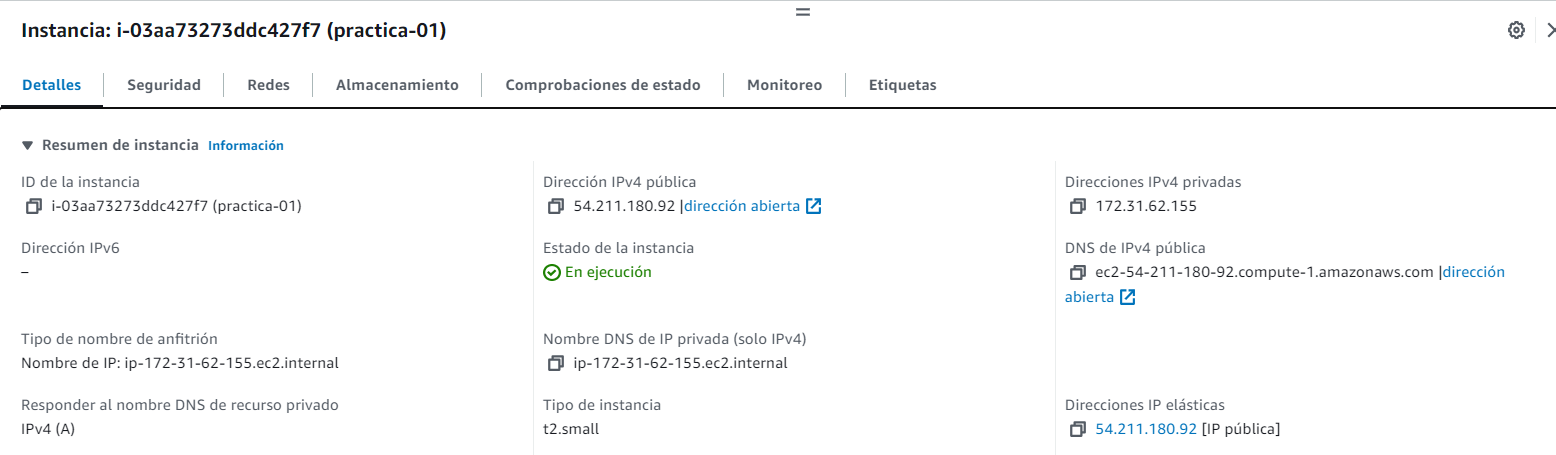 Instancia: i-03aa73273ddc427f7 (practica-01)
Detalles
Seguridad
Redes
Almacenamiento
Comprobaciones de estado
Monitoreo
Etiquetas
Resumen de instancia Información
ID de la instancia
i-03aa73273ddc427f7 (practica-01)
Dirección IPv4 pública
54.211.180.92 |dirección abierta
Direcciones IPv4 privadas
172.31.62.155
Dirección IPv6
–
Estado de la instancia
En ejecución
DNS de IPv4 pública
ec2-54-211-180-92.compute-1.amazonaws.com |dirección
abierta
Tipo de nombre de anfitrión
Nombre de IP: ip-172-31-62-155.ec2.internal
Nombre DNS de IP privada (solo IPv4)
ip-172-31-62-155.ec2.internal
Responder al nombre DNS de recurso privado
IPv4 (A)
Tipo de instancia
t2.small
Direcciones IP elásticas
54.211.180.92 [IP pública]